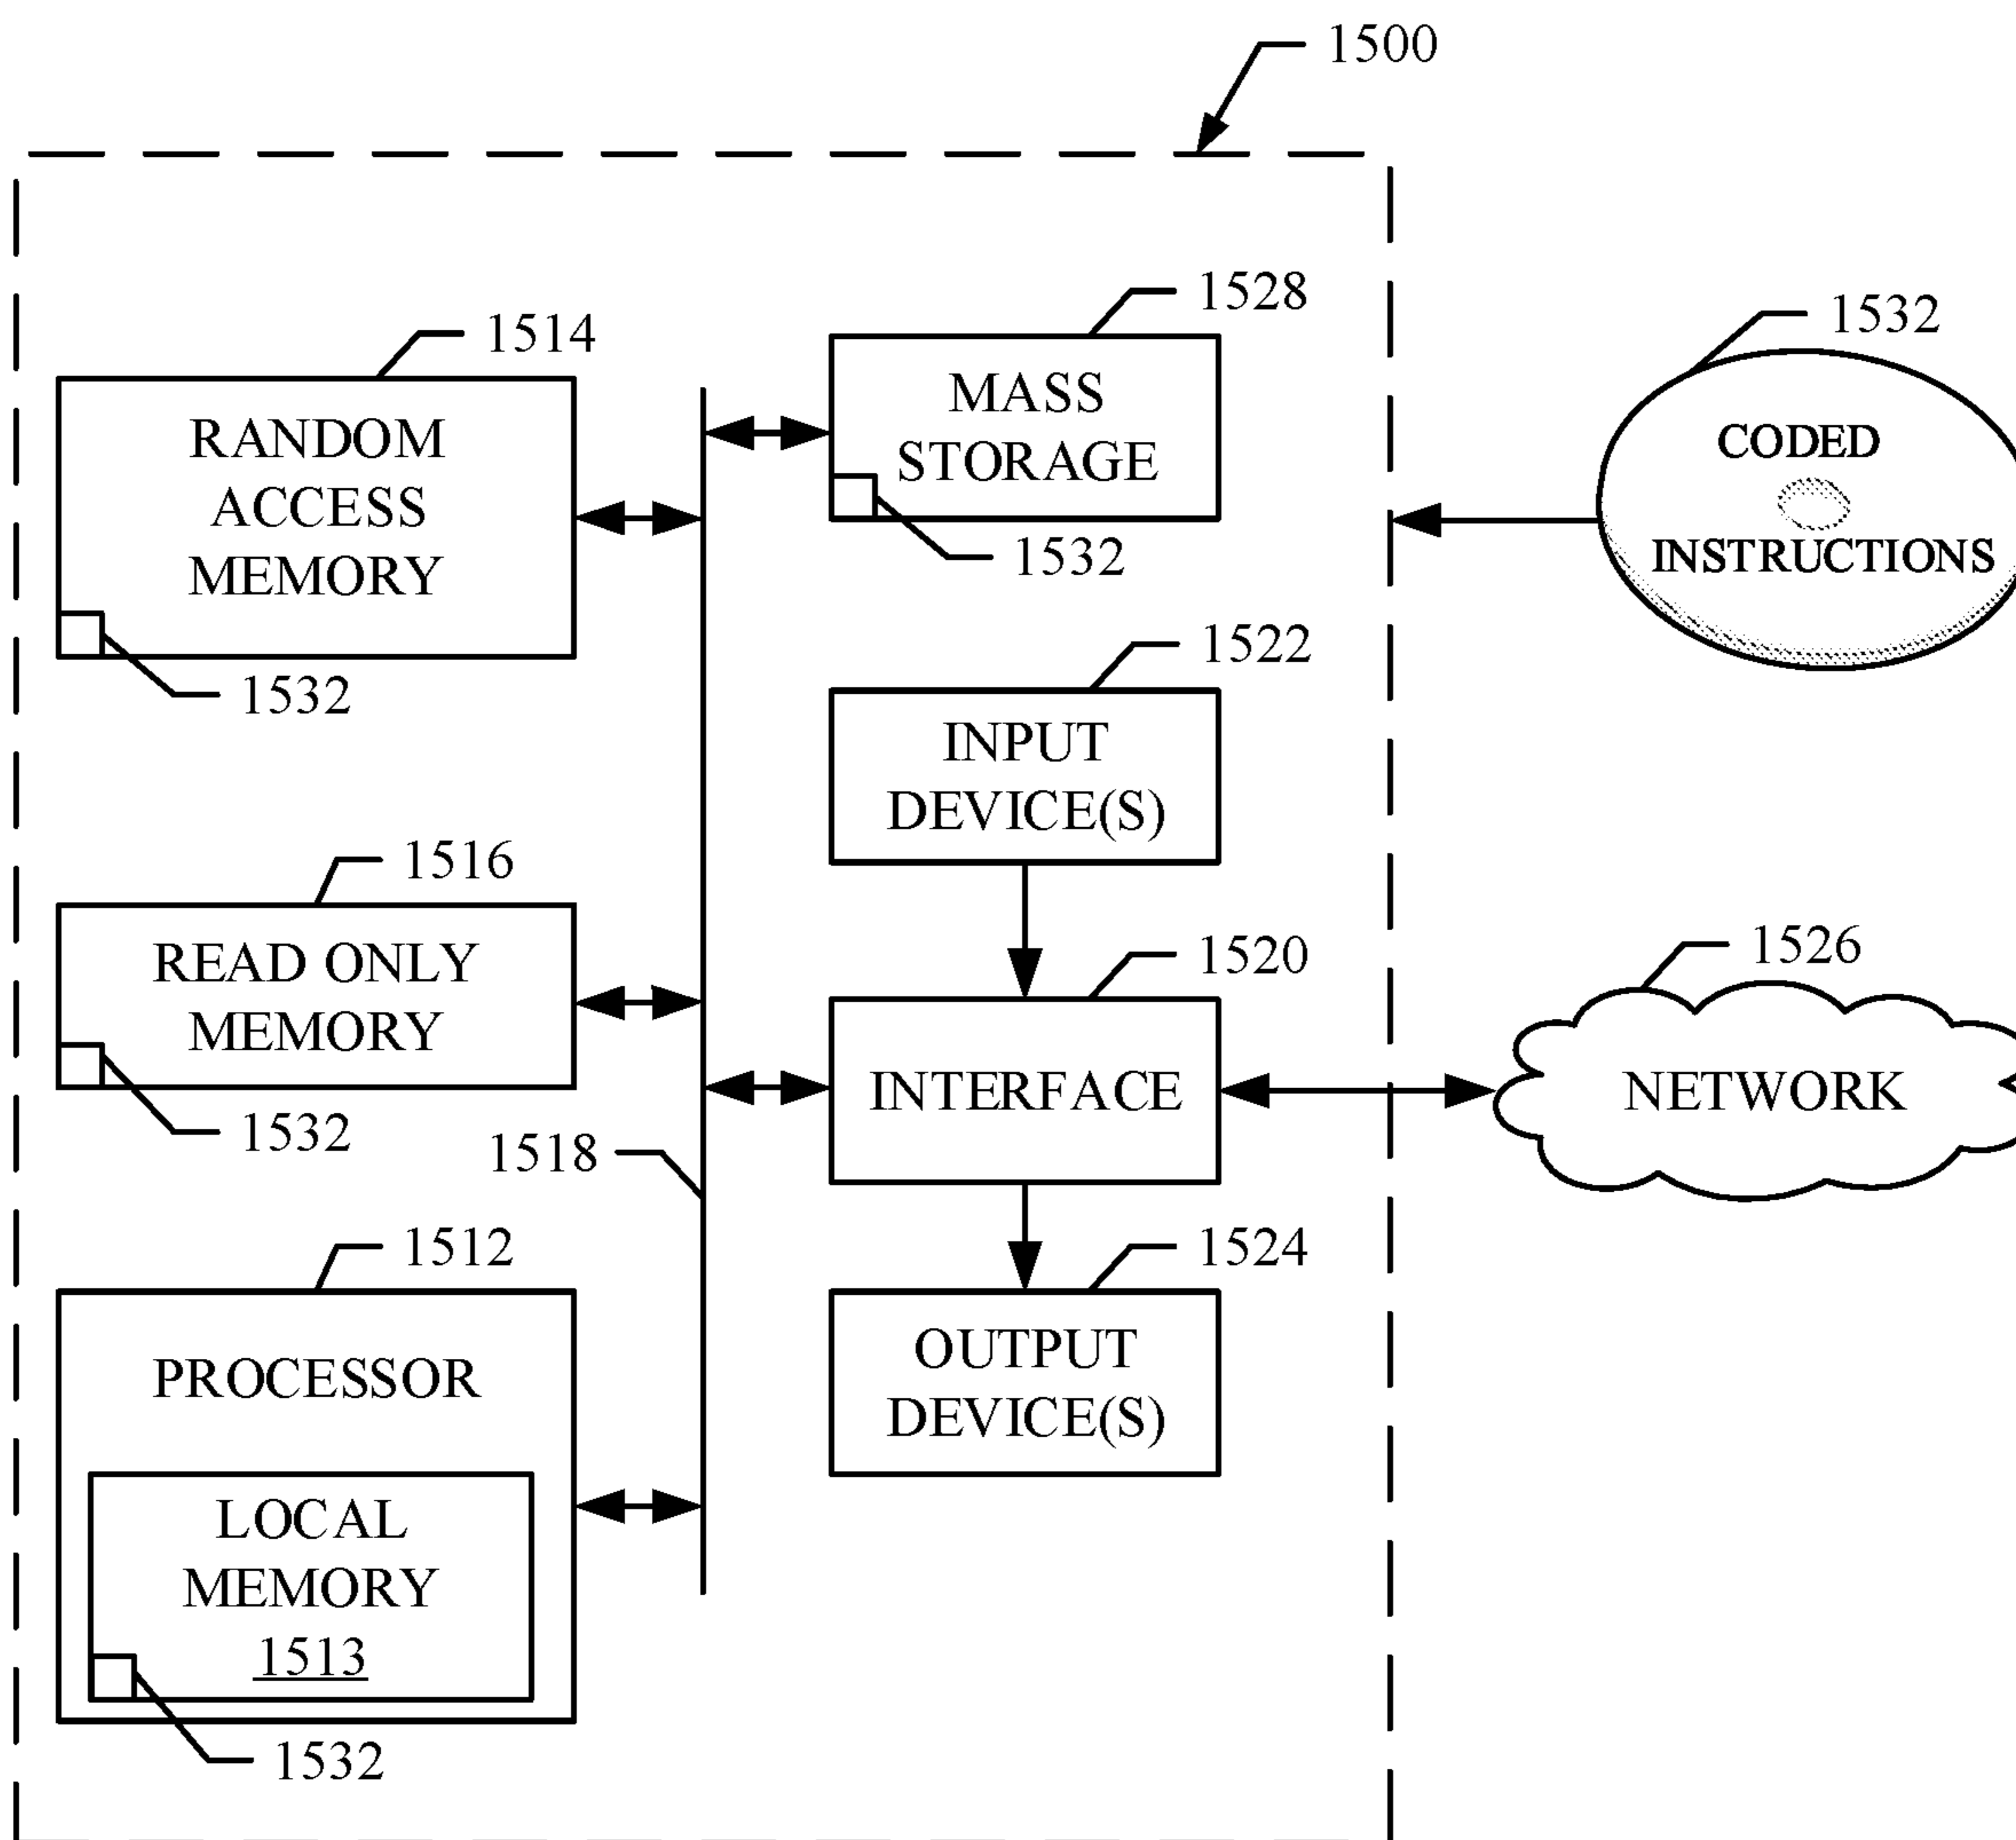 1500
1528
MASS
STORAGE
1532
1514
RANDOM
ACCESS
MEMORY
1532
1532
CODED
INSTRUCTIONS
1522
INPUT
DEVICE(S)
1516
READ ONLY
MEMORY
1532
1520
INTERFACE
1526
NETWORK
1518
1512
PROCESSOR
LOCAL
MEMORY
1513
1532
1524
OUTPUT
DEVICE(S)